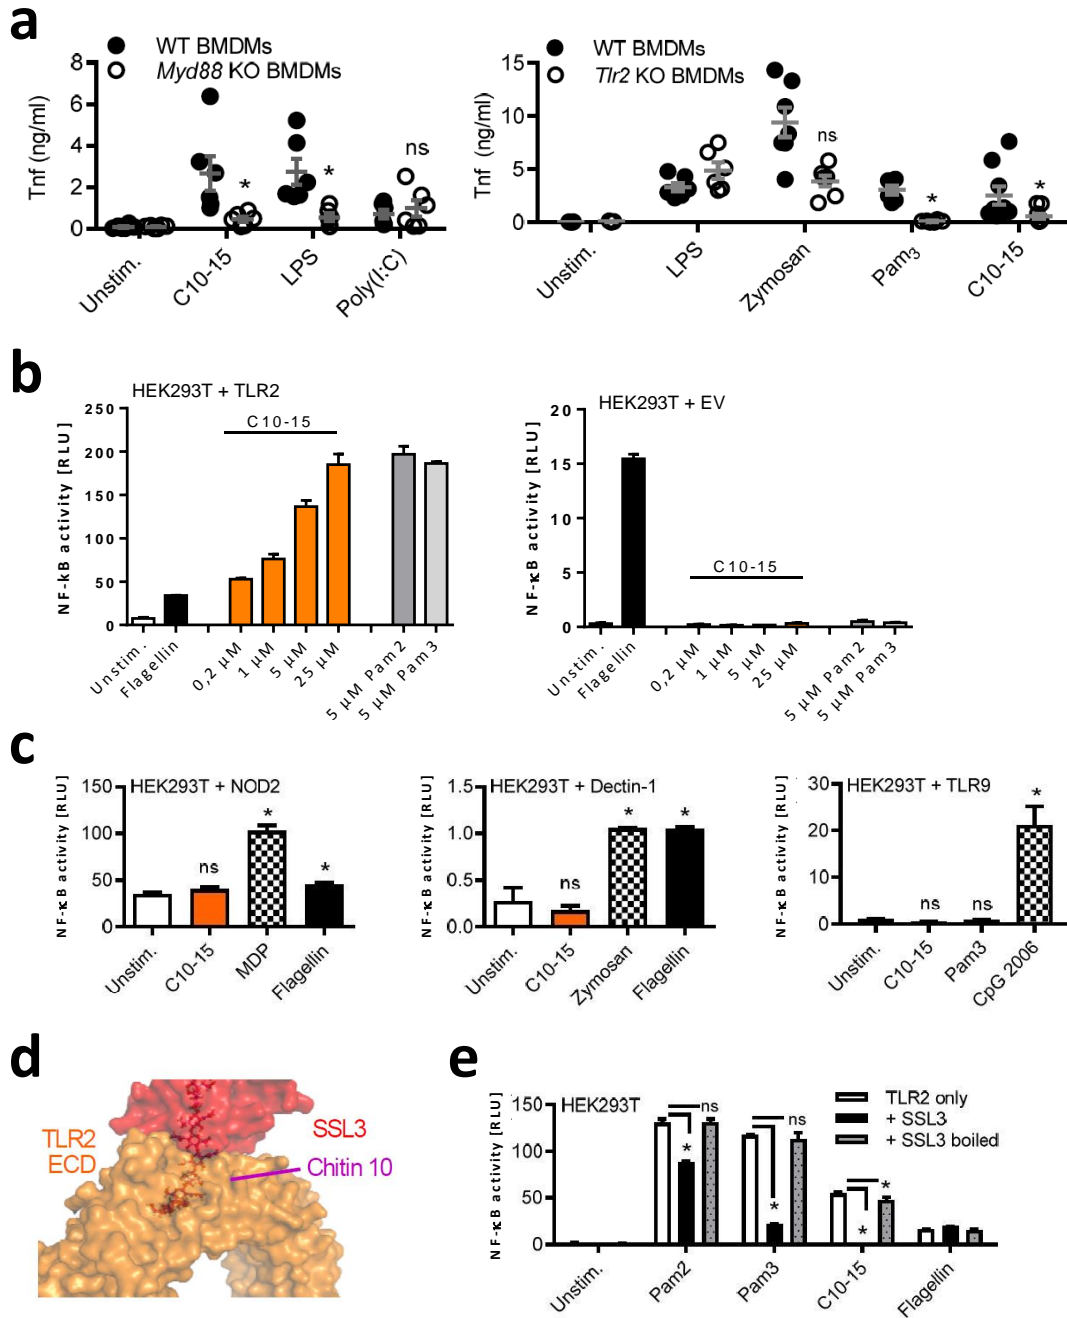 a
WT BMDMs
Myd88 KO BMDMs
Tnf (ng/ml)
8
6
4
2
0
*
*
ns
Unstim.
C10-15
LPS
Poly(I:C)
WT BMDMs
Tlr2 KO BMDMs
Tnf (ng/ml)
15
10
5
0
ns
*
*
Unstim.
LPS
Zymosan
Pam3
C10-15
b
HEK293T + TLR2
C10-15
NF-kB activity [RLU]
250
200
150
100
50
0
Unstim.
Flagellin
0,2 µM
1 µM
5 µM
25 µM
5 µM Pam2
5 µM Pam3
HEK293T + EV
C10-15
NF-κB activity [RLU]
20
15
10
5
0
Unstim.
Flagellin
0,2 µM
1 µM
5 µM
25 µM
5 µM Pam2
5 µM Pam3
c
HEK293T + NOD2
NF-κB activity [RLU]
150
100
50
0
ns
*
*
Unstim.
C10-15
MDP
Flagellin
HEK293T + Dectin-1
NF-κB activity [RLU]
1.5
1.0
0.5
0.0
ns
*
*
Unstim.
C10-15
Zymosan
Flagellin
HEK293T + TLR9
NF-κB activity [RLU]
30
20
10
0
ns
ns
*
Unstim.
C10-15
Pam3
CpG 2006
d
TLR2
ECD
SSL3
Chitin 10
e
HEK293T
TLR2 only
+ SSL3
+ SSL3 boiled
NF-κB activity [RLU]
150
100
50
0
ns
*
ns
*
*
*
Unstim.
Pam2
Pam3
C10-15
Flagellin